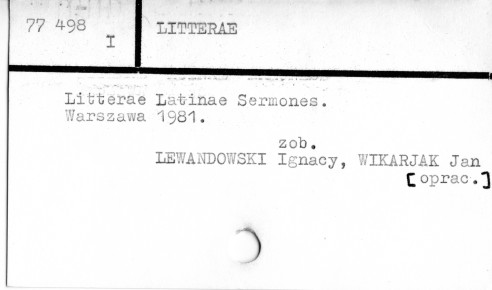 77 498
I
LITTERAE
Litterae Latinae Sermones.
Warszawa 1981.
zob.
LEWANDOWSKI Ignacy, WIKARJAK Jan
[oprac.]